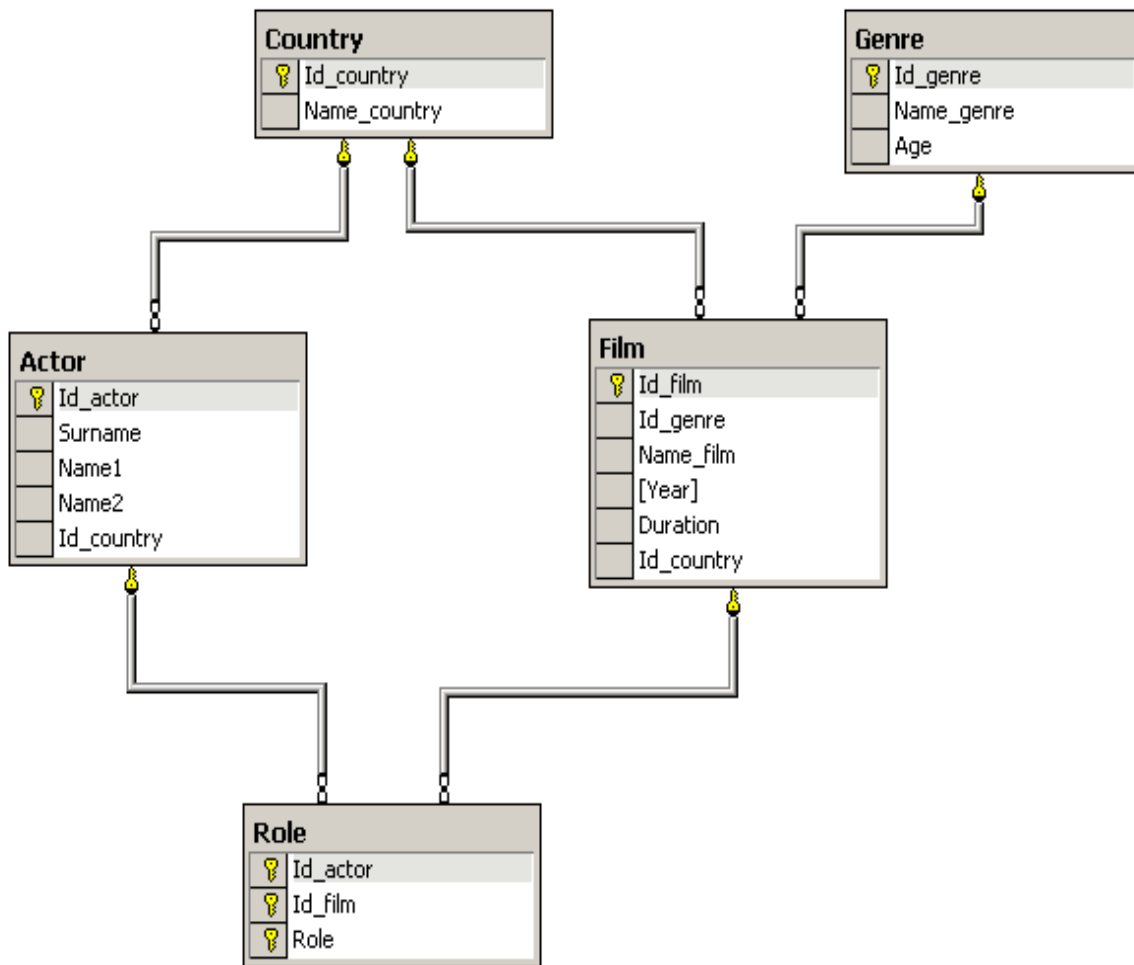 Country
Id_country
Name_country
Genre
Id_genre
Name_genre
Age
Actor
Id_actor
Surname
Name1
Name2
Id_country
Film
Id_film
Id_genre
Name_film
[Year]
Duration
Id_country
Role
Id_actor
Id_film
Role